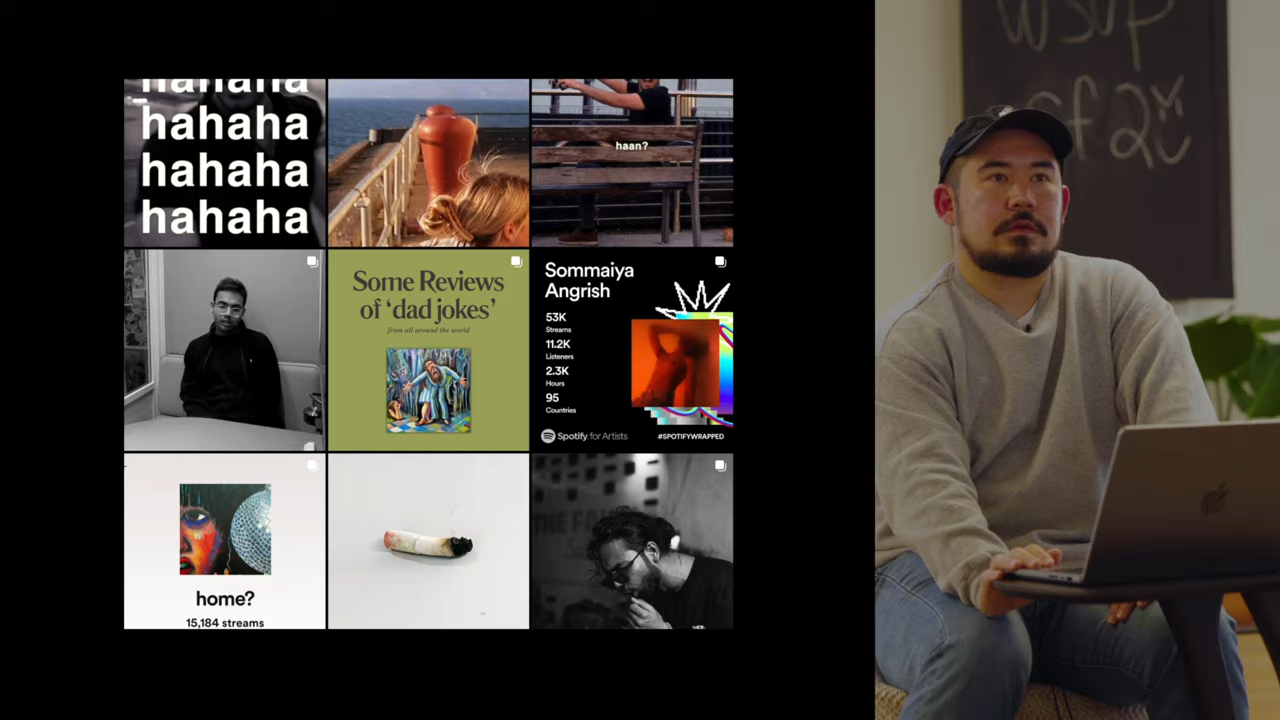 hahaha
hahaha
hahaha
hahaha
haan?
Some Reviews
of ‘dad jokes’
from all around the world
Sommaiya
Angrish
53K
Streams
11.2K
Listeners
2.3K
Hours
95
Countries
Spotify for Artists
#SPOTIFYWRAPPED
home?
15,184 streams